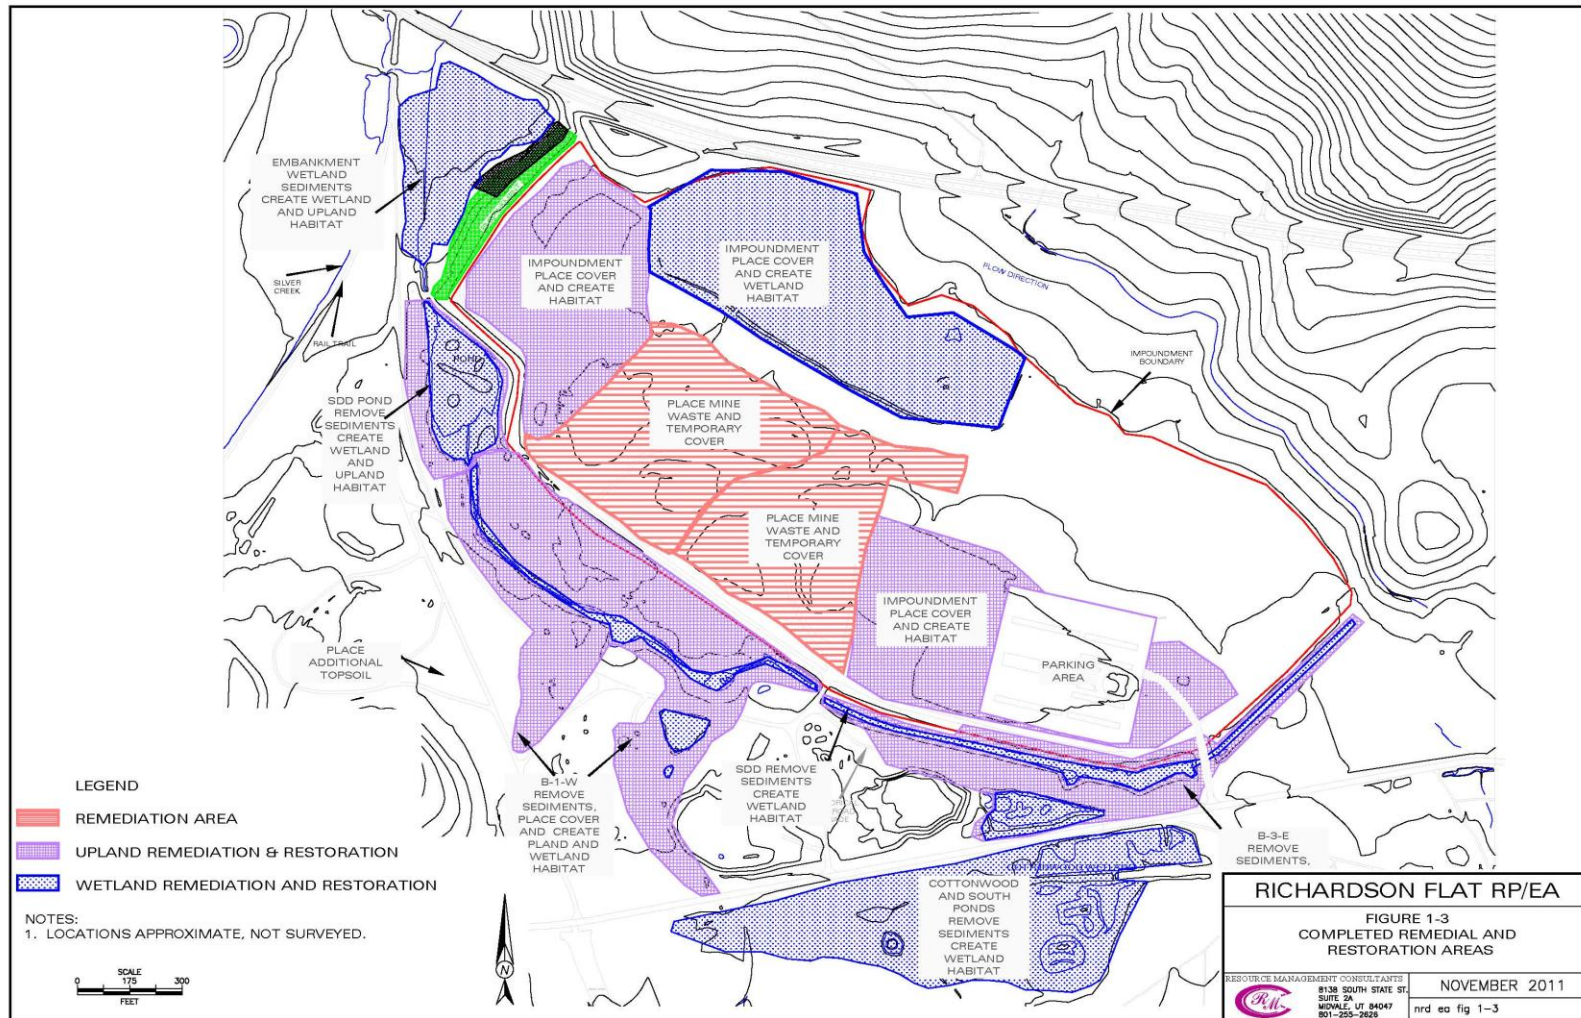 EMBANKMENT
WETLAND
SEDIMENTS
CREATE WETLAND
AND UPLAND
HABITAT
SILVER
CREEK
RAIL TRAIL
IMPOUNDMENT
PLACE COVER
AND CREATE
HABITAT
IMPOUNDMENT
PLACE COVER
AND CREATE
WETLAND
HABITAT
FLOW DIRECTION
IMPOUNDMENT
BOUNDARY
POND
SDD POND
REMOVE
SEDIMENTS
CREATE
WETLAND
AND
UPLAND
HABITAT
PLACE MINE
WASTE AND
TEMPORARY
COVER
PLACE MINE
WASTE AND
TEMPORARY
COVER
IMPOUNDMENT
PLACE COVER
AND CREATE
HABITAT
PARKING
AREA
PLACE
ADDITIONAL
TOPSOIL
B-1-W
REMOVE
SEDIMENTS,
PLACE COVER
AND CREATE
PLAND AND
WETLAND
HABITAT
SDD REMOVE
SEDIMENTS
CREATE
WETLAND
HABITAT
B-3-E
REMOVE
SEDIMENTS,
COTTONWOOD
AND SOUTH
PONDS
REMOVE
SEDIMENTS
CREATE
WETLAND
HABITAT
LEGEND
REMEDIATION AREA
UPLAND REMEDIATION & RESTORATION
WETLAND REMEDIATION AND RESTORATION
NOTES:
1. LOCATIONS APPROXIMATE, NOT SURVEYED.
SCALE
0 175 300
FEET
N
RICHARDSON FLAT RP/EA
FIGURE 1-3
COMPLETED REMEDIAL AND
RESTORATION AREAS
RESOURCE MANAGEMENT CONSULTANTS
RMC
8138 SOUTH STATE ST.
SUITE 2A
MIDVALE, UT 84047
801-255-2626
NOVEMBER 2011
nrd ea fig 1-3